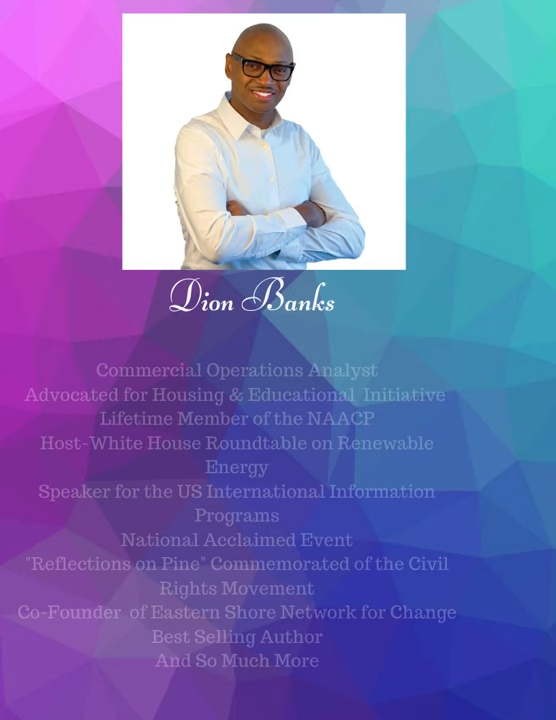 Dion Banks
Commercial Operations Analyst
Advocated for Housing & Educational Initiative
Lifetime Member of the NAACP
Host-White House Roundtable on Renewable
Energy
Speaker for the US International Information
Programs
National Acclaimed Event
"Reflections on Pine" Commemorated of the Civil
Rights Movement
Co-Founder of Eastern Shore Network for Change
Best Selling Author
And So Much More